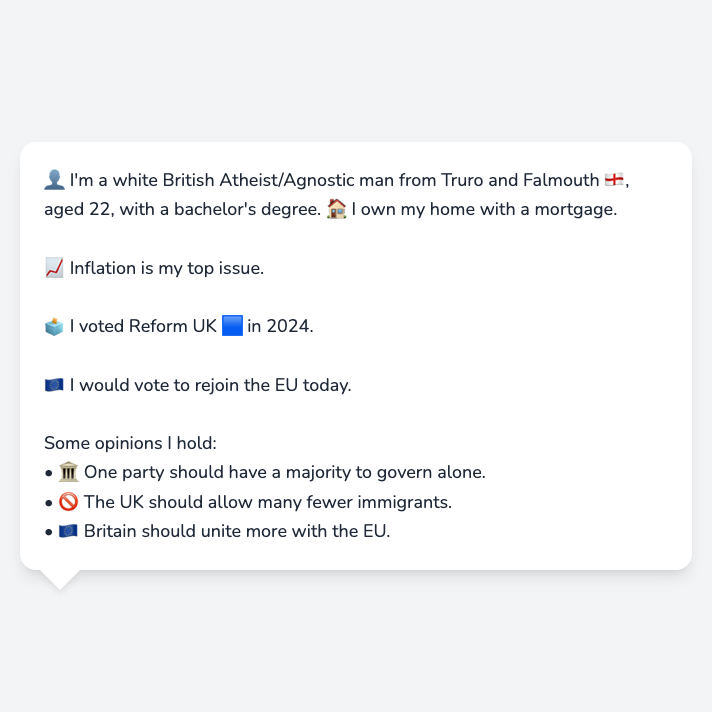 👤 I'm a white British Atheist/Agnostic man from Truro and Falmouth 🏴󠁧󠁢󠁥󠁮󠁧󠁿,
aged 22, with a bachelor's degree. 🏠 I own my home with a mortgage.
📈 Inflation is my top issue.
🗳️ I voted Reform UK 🟦 in 2024.
🇪🇺 I would vote to rejoin the EU today.
Some opinions I hold:
• 🏛️ One party should have a majority to govern alone.
• 🚫 The UK should allow many fewer immigrants.
• 🇪🇺 Britain should unite more with the EU.